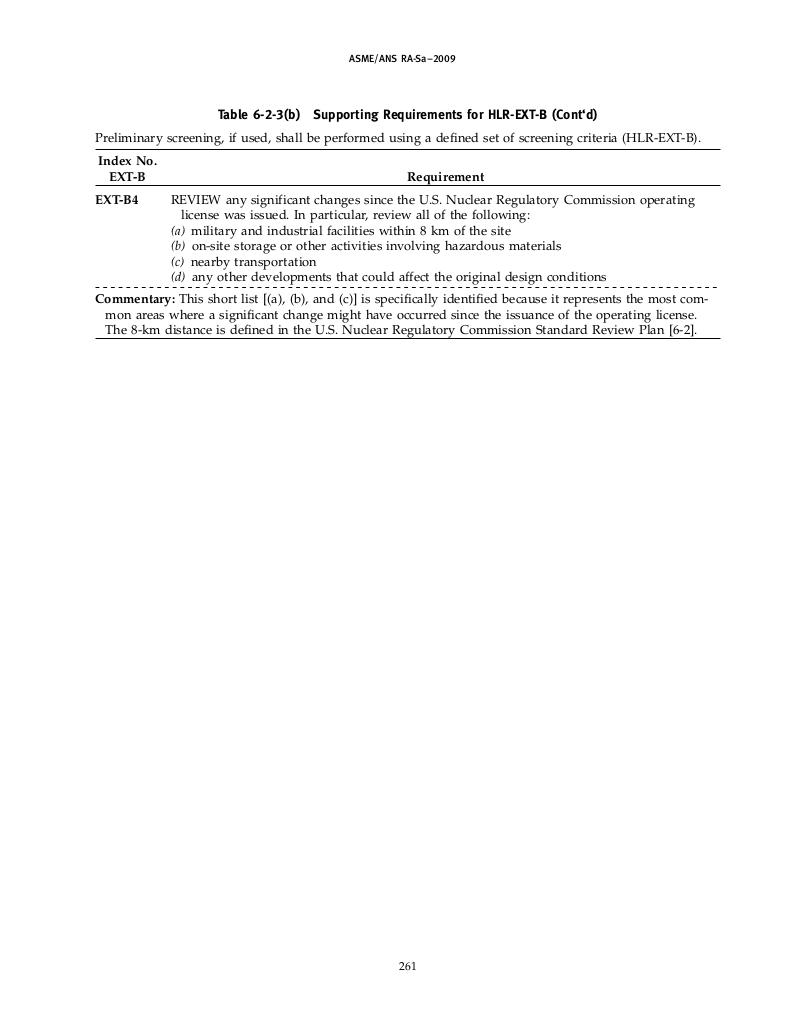 ASME/ANS RA-Sa–2009
Table 6-2-3(b) Supporting Requirements for HLR-EXT-B (Cont'd)
Preliminary screening, if used, shall be performed using a defined set of screening criteria (HLR-EXT-B).
Index No.
EXT-B Requirement
EXT-B4 REVIEW any significant changes since the U.S. Nuclear Regulatory Commission operating
license was issued. In particular, review all of the following:
(a) military and industrial facilities within 8 km of the site
(b) on-site storage or other activities involving hazardous materials
(c) nearby transportation
(d) any other developments that could affect the original design conditions
Commentary: This short list [(a), (b), and (c)] is specifically identified because it represents the most com-
mon areas where a significant change might have occurred since the issuance of the operating license.
The 8-km distance is defined in the U.S. Nuclear Regulatory Commission Standard Review Plan [6-2].
261